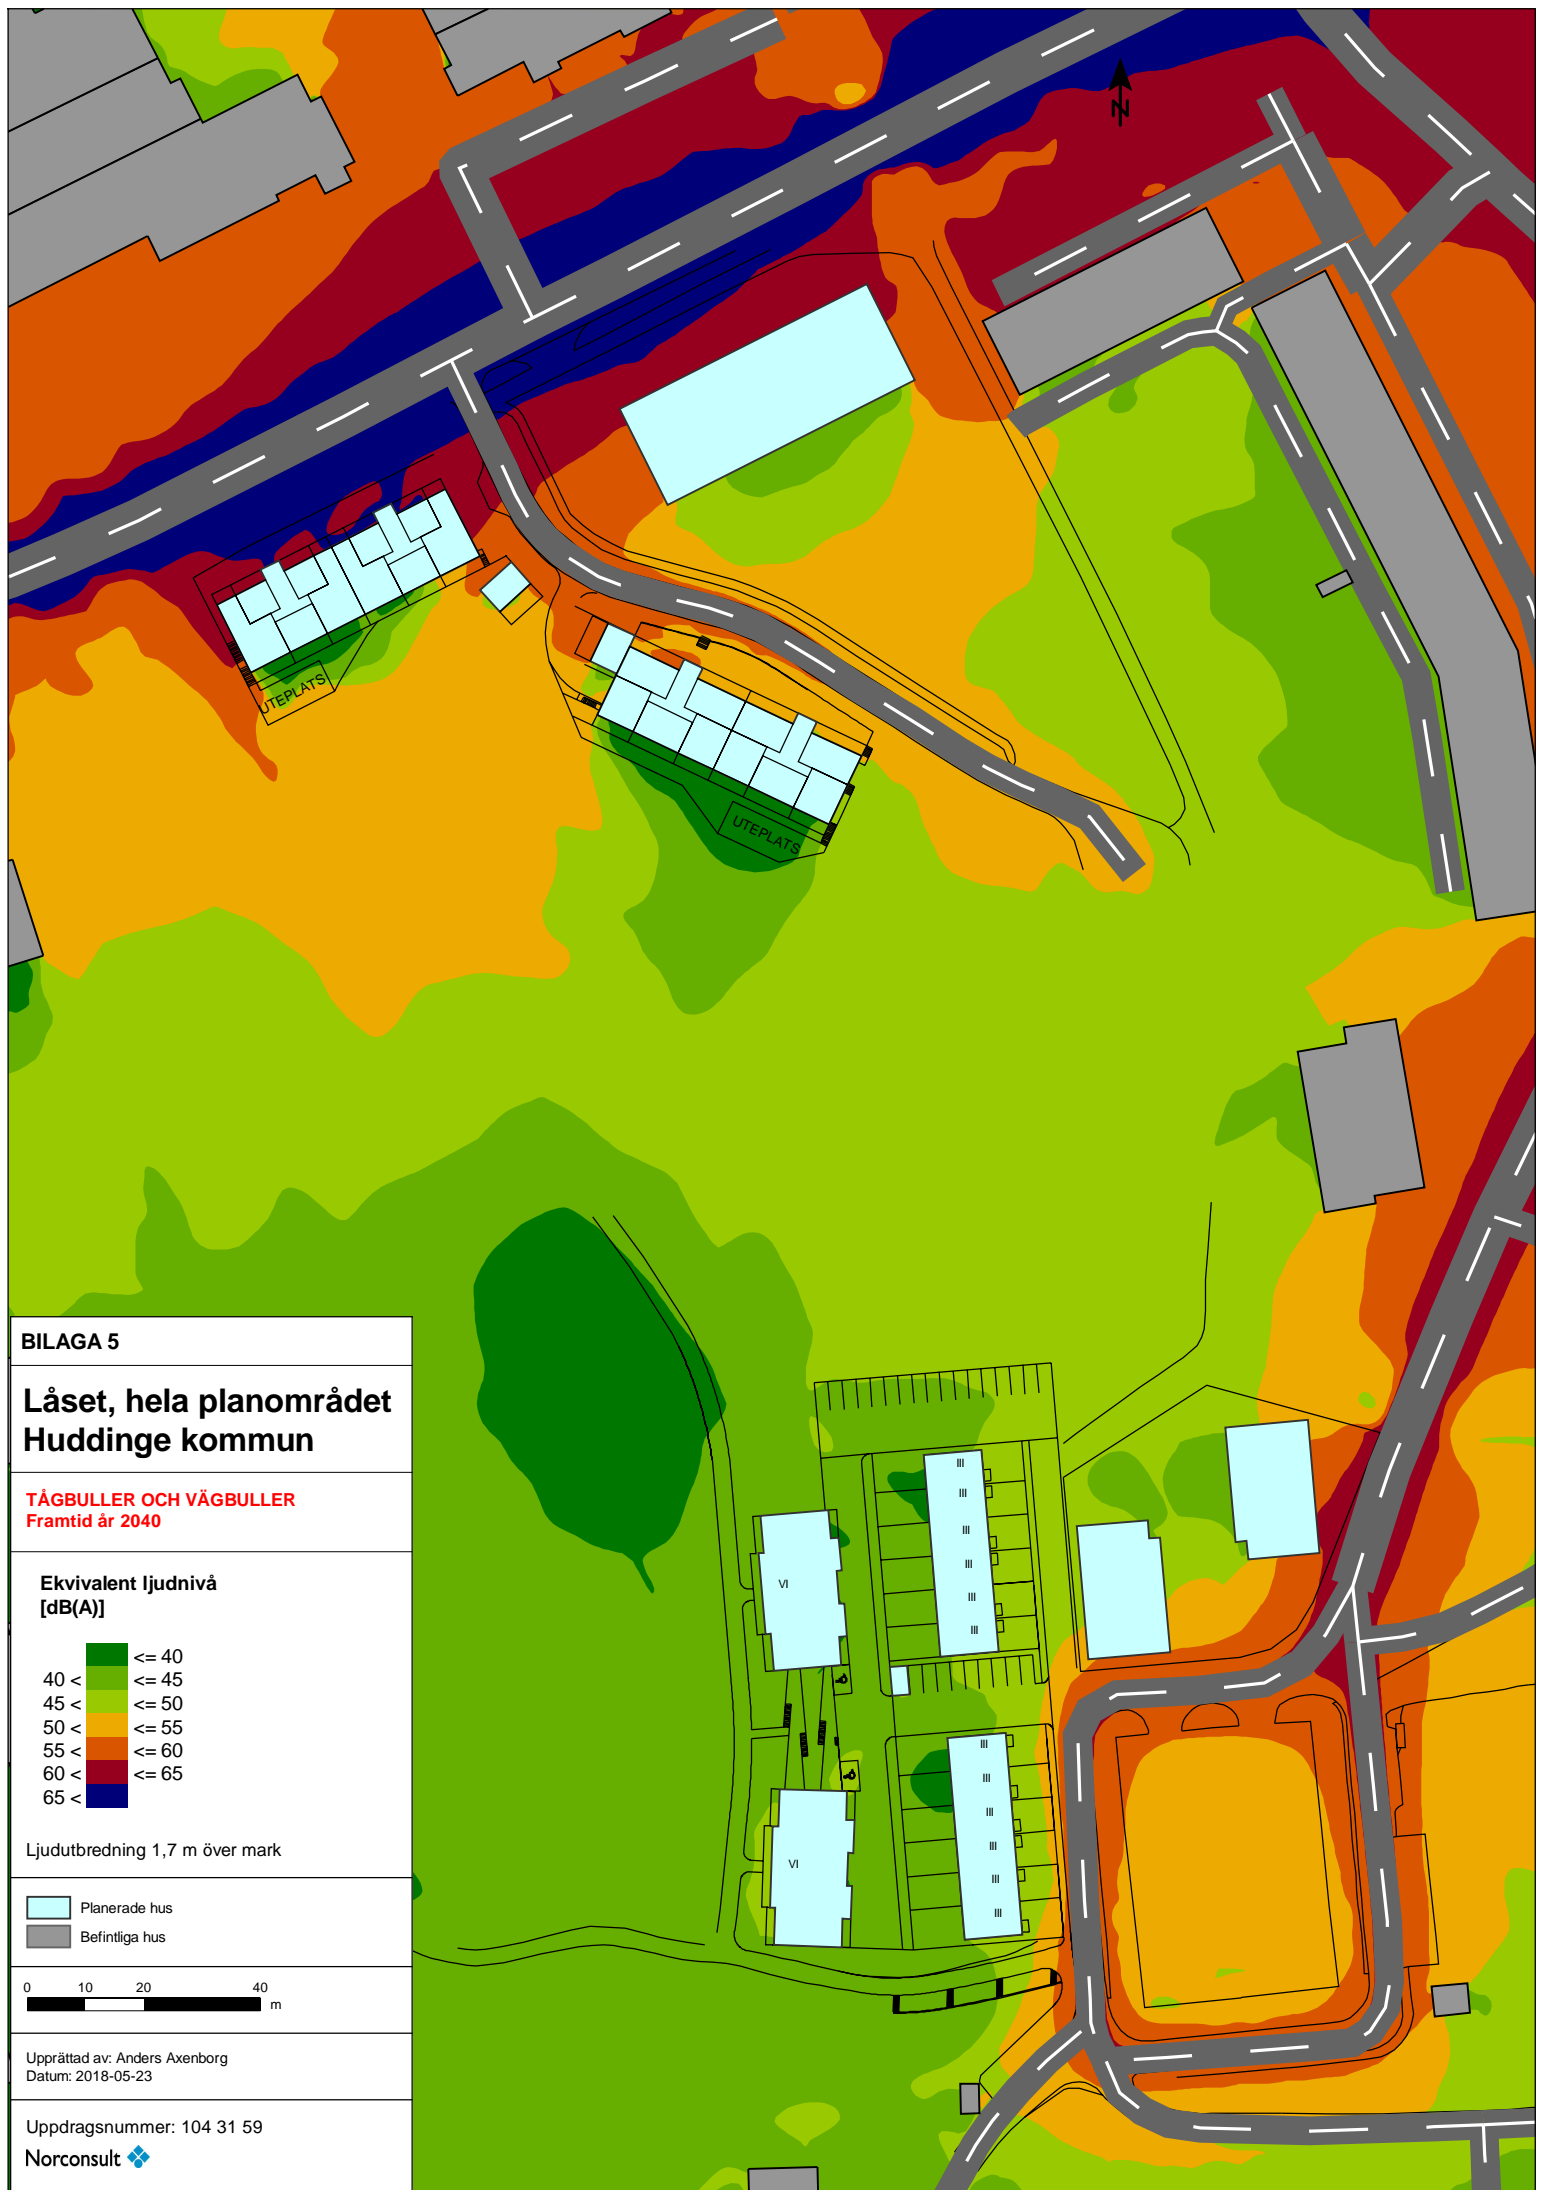 N
UTEPLATS
UTEPLATS
BILAGA 5
Låset, hela planområdet
Huddinge kommun
TÅGBULLER OCH VÄGBULLER
Framtid år 2040
Ekvivalent ljudnivå
[dB(A)]
<= 40
40 < <= 45
45 < <= 50
50 < <= 55
55 < <= 60
60 < <= 65
65 <
Ljudutbredning 1,7 m över mark
Planerade hus
Befintliga hus
0 10 20 40
m
Upprättad av: Anders Axenborg
Datum: 2018-05-23
Uppdragsnummer: 104 31 59
Norconsult
III
III
III
III
III
III
VI
III
III
III
III
III
III
VI